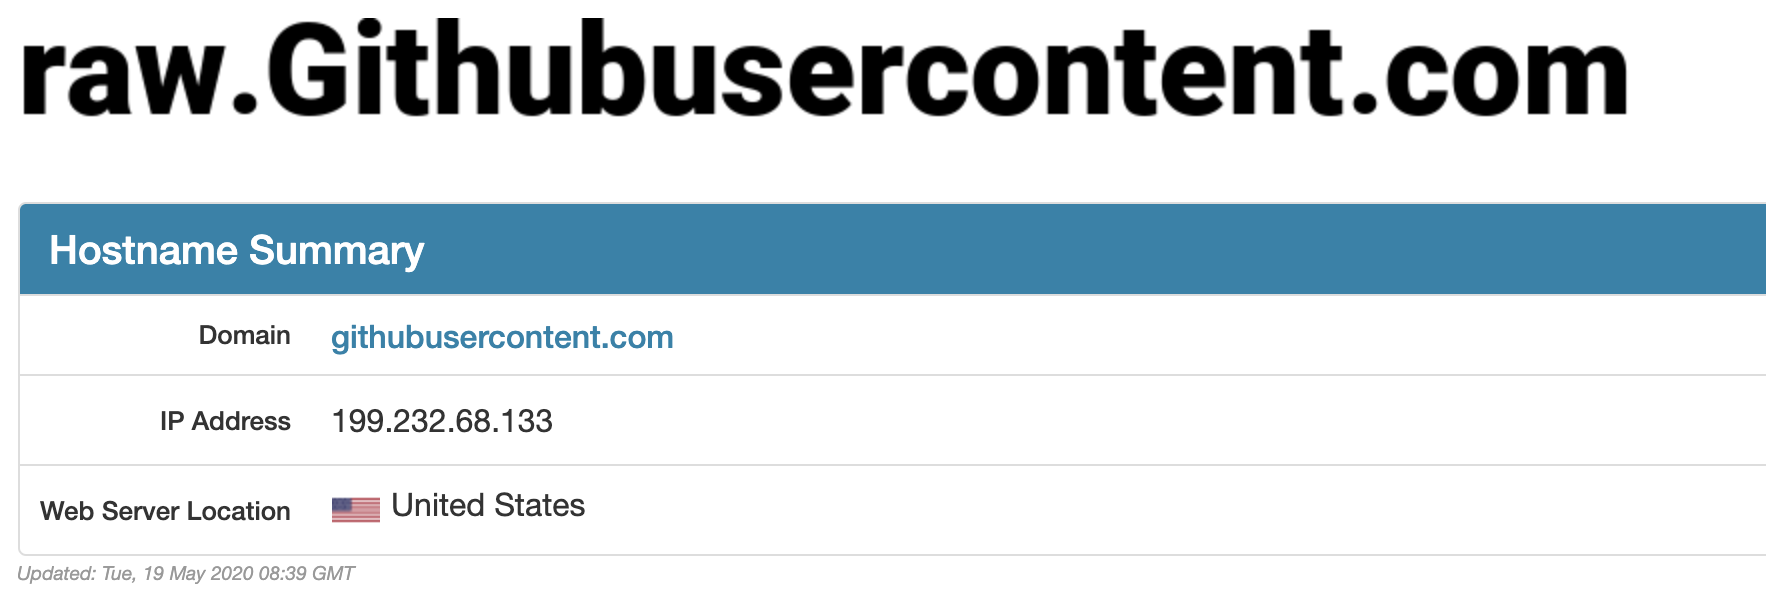 raw.Githubusercontent.com
Hostname Summary
Domain githubusercontent.com
IP Address 199.232.68.133
Web Server Location United States
Updated: Tue, 19 May 2020 08:39 GMT